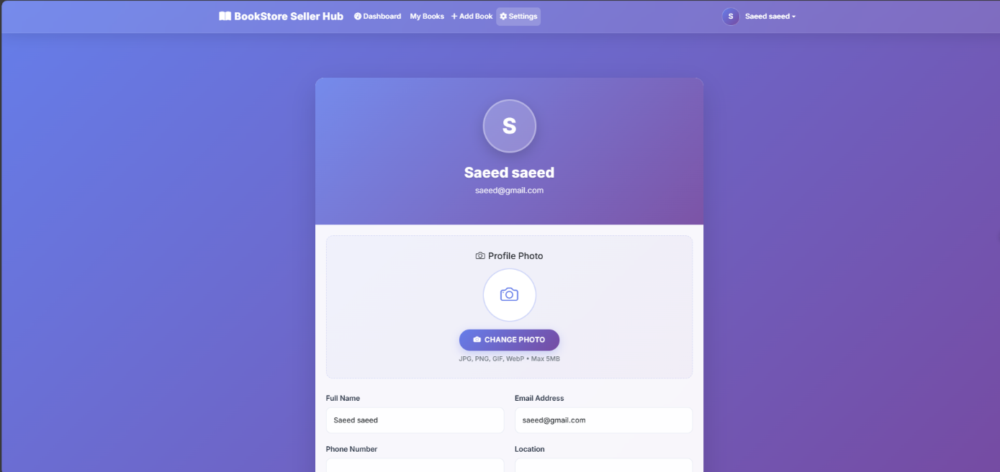 BookStore Seller Hub Dashboard My Books + Add Book Settings S Saeed saeed
S
Saeed saeed
saeed@gmail.com
Profile Photo
CHANGE PHOTO
JPG, PNG, GIF, WebP • Max 5MB
Full Name Email Address
Saeed saeed saeed@gmail.com
Phone Number Location